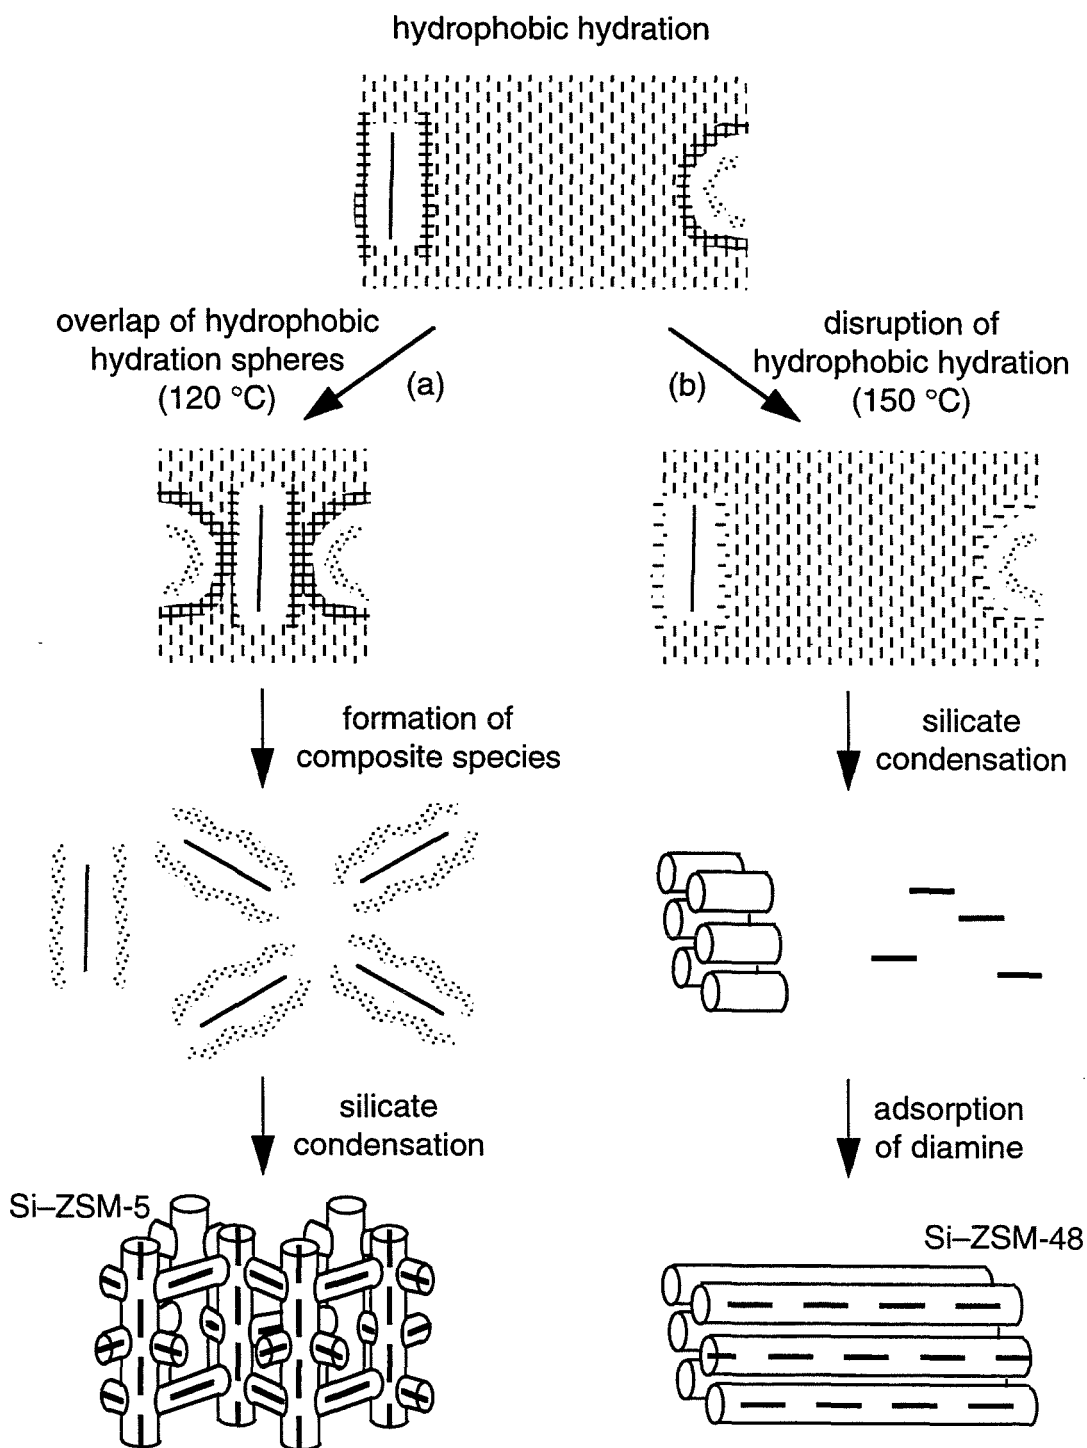 hydrophobic hydration
overlap of hydrophobic
hydration spheres
(120 °C)
(a)
(b)
disruption of
hydrophobic hydration
(150 °C)
formation of
composite species
silicate
condensation
silicate
condensation
adsorption
of diamine
Si–ZSM-5
Si–ZSM-48